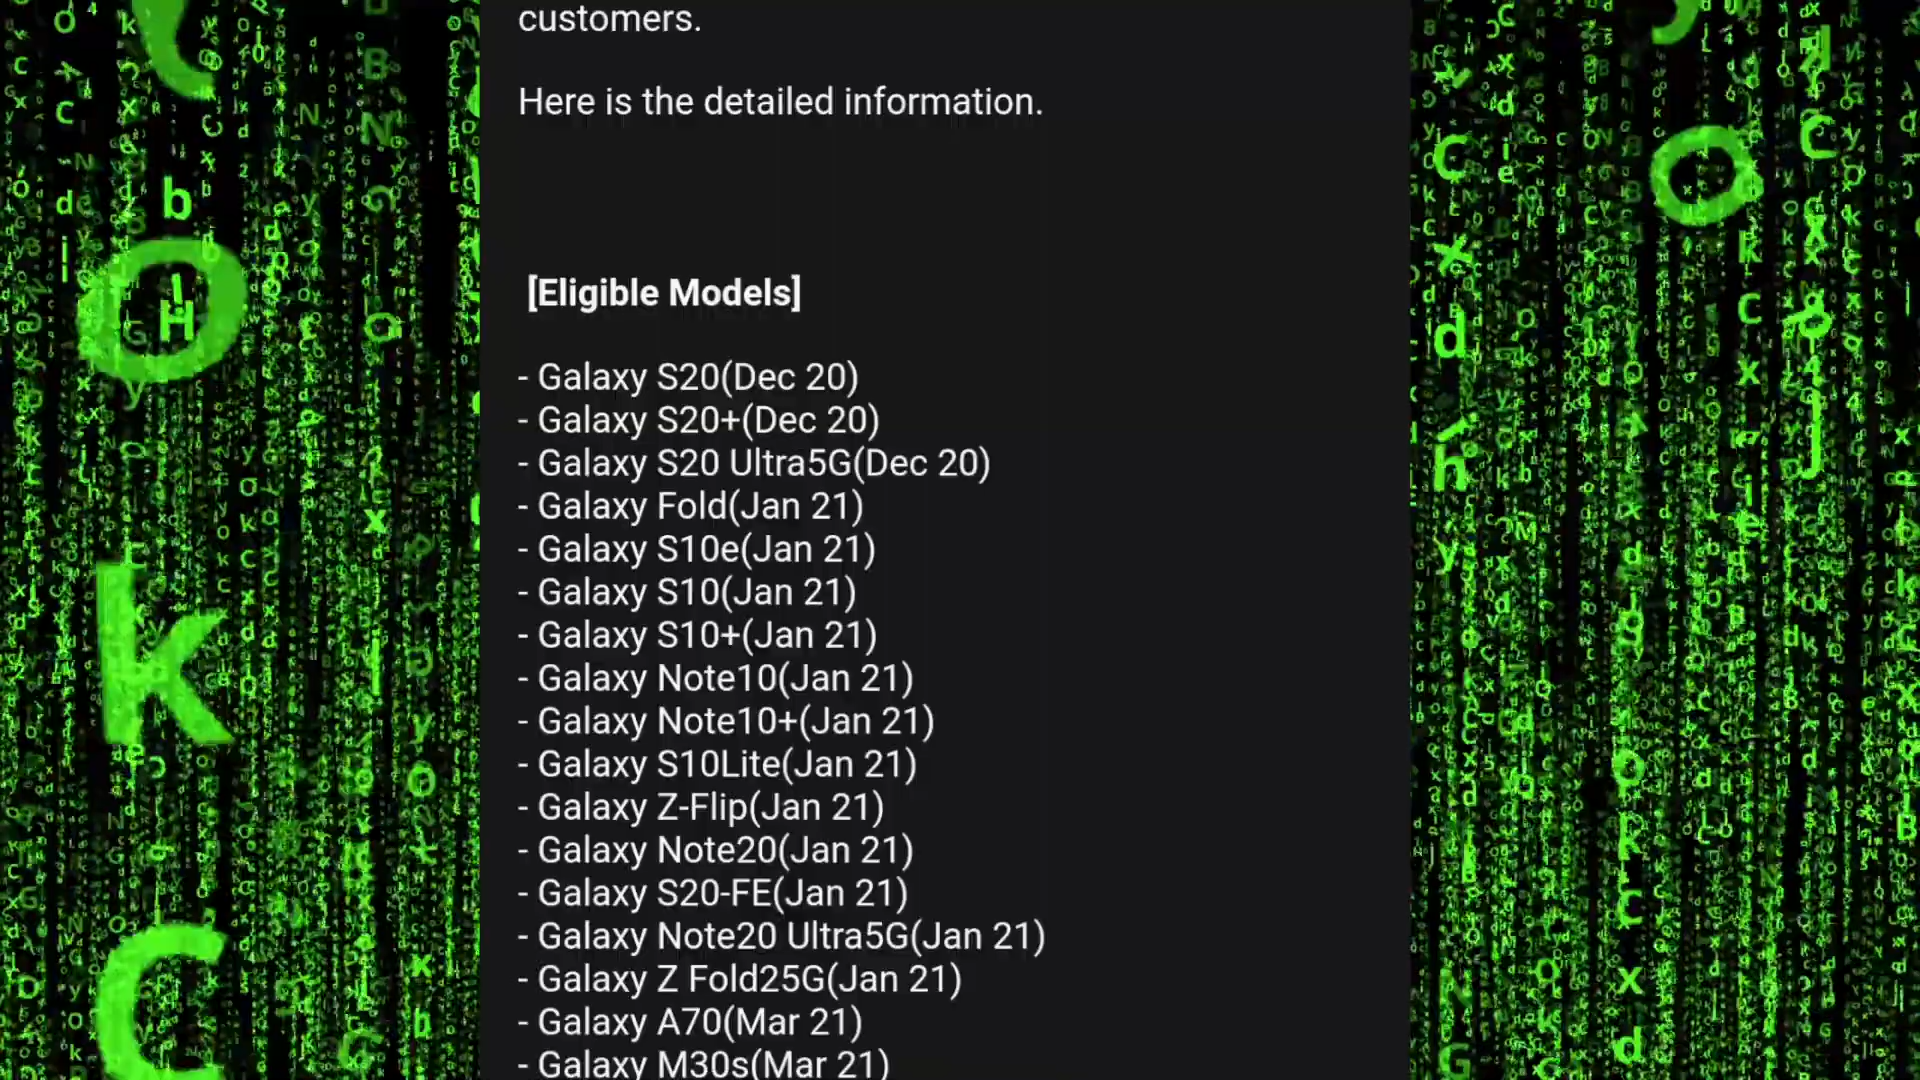 customers.
Here is the detailed information.
[Eligible Models]
- Galaxy S20(Dec 20)
- Galaxy S20+(Dec 20)
- Galaxy S20 Ultra5G(Dec 20)
- Galaxy Fold(Jan 21)
- Galaxy S10e(Jan 21)
- Galaxy S10(Jan 21)
- Galaxy S10+(Jan 21)
- Galaxy Note10(Jan 21)
- Galaxy Note10+(Jan 21)
- Galaxy S10Lite(Jan 21)
- Galaxy Z-Flip(Jan 21)
- Galaxy Note20(Jan 21)
- Galaxy S20-FE(Jan 21)
- Galaxy Note20 Ultra5G(Jan 21)
- Galaxy Z Fold25G(Jan 21)
- Galaxy A70(Mar 21)
- Galaxy M30s(Mar 21)